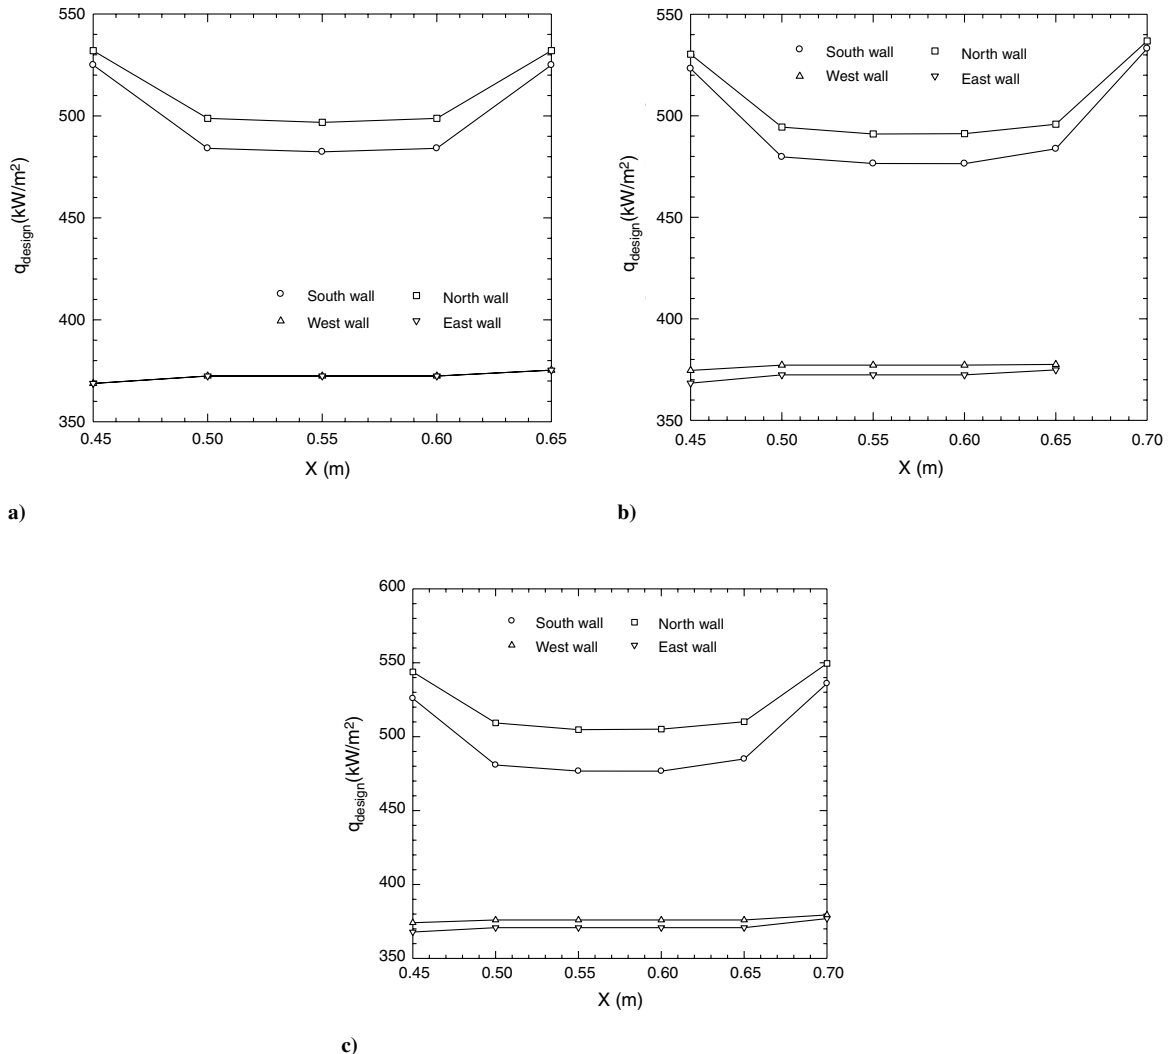 550
500
450
400
350
q_design(kW/m²)
South wall
North wall
West wall
East wall
0.45 0.50 0.55 0.60 0.65
X (m)
a)
550
500
450
400
350
q_design(kW/m²)
South wall
North wall
West wall
East wall
0.45 0.50 0.55 0.60 0.65 0.70
X (m)
b)
600
550
500
450
400
350
q_design(kW/m²)
South wall
North wall
West wall
East wall
0.45 0.50 0.55 0.60 0.65 0.70
X (m)
c)